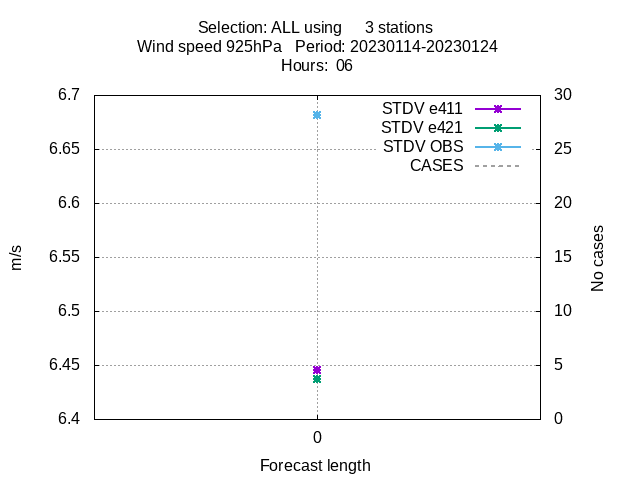 Selection: ALL using 3 stations
Wind speed 925hPa Period: 20230114-20230124
Hours: 06
6.7
6.65
6.6
6.55
6.5
6.45
6.4
30
25
20
15
10
5
0
STDV e411
STDV e421
STDV OBS
CASES
m/s
No cases
0
Forecast length